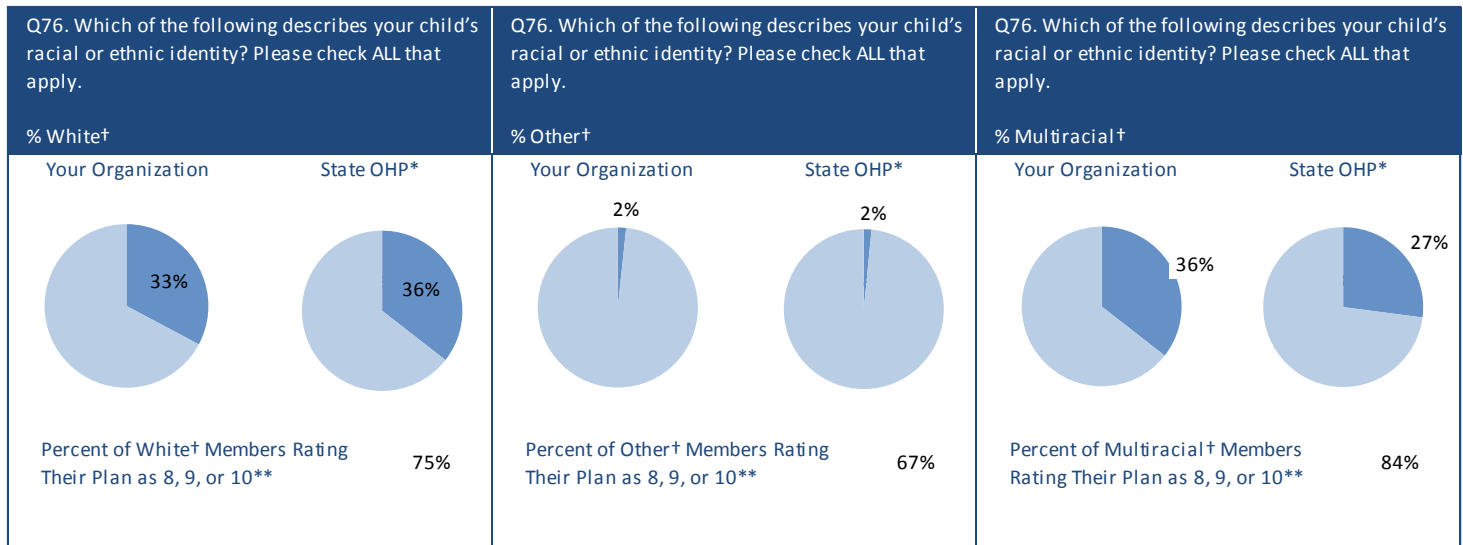 Q76. Which of the following describes your child's
racial or ethnic identity? Please check ALL that
apply.
% White†
Your Organization
State OHP*
33%
36%
Percent of White† Members Rating
Their Plan as 8, 9, or 10**
75%
Q76. Which of the following describes your child's
racial or ethnic identity? Please check ALL that
apply.
% Other†
Your Organization
State OHP*
2%
2%
Percent of Other† Members Rating
Their Plan as 8, 9, or 10**
67%
Q76. Which of the following describes your child's
racial or ethnic identity? Please check ALL that
apply.
% Multiracial†
Your Organization
State OHP*
36%
27%
Percent of Multiracial† Members
Rating Their Plan as 8, 9, or 10**
84%